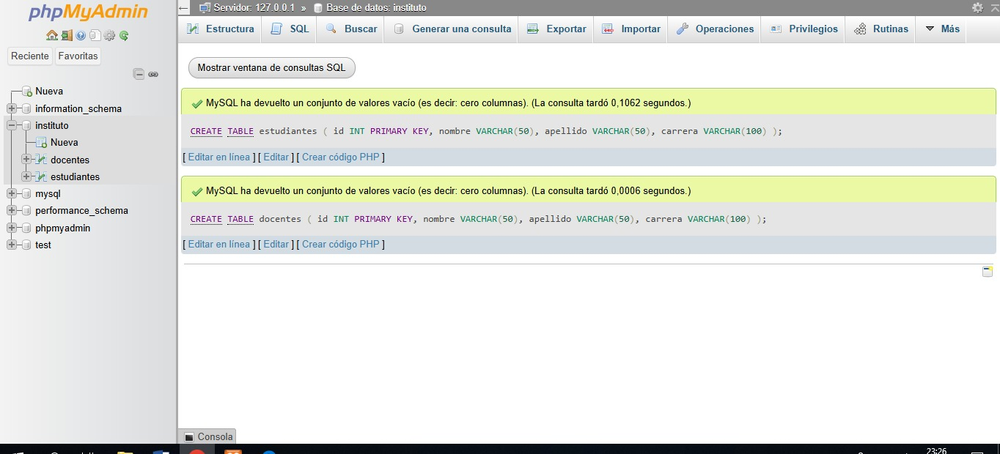 phpMyAdmin
Reciente Favoritas
Nueva
information_schema
instituto
Nueva
docentes
estudiantes
mysql
performance_schema
phpmyadmin
test
Servidor: 127.0.0.1 » Base de datos: instituto
Estructura SQL Buscar Generar una consulta Exportar Importar Operaciones Privilegios Rutinas Más
Mostrar ventana de consultas SQL
MySQL ha devuelto un conjunto de valores vacío (es decir: cero columnas). (La consulta tardó 0,1062 segundos.)
CREATE TABLE estudiantes ( id INT PRIMARY KEY, nombre VARCHAR(50), apellido VARCHAR(50), carrera VARCHAR(100) );
[ Editar en línea ] [ Editar ] [ Crear código PHP ]
MySQL ha devuelto un conjunto de valores vacío (es decir: cero columnas). (La consulta tardó 0,0006 segundos.)
CREATE TABLE docentes ( id INT PRIMARY KEY, nombre VARCHAR(50), apellido VARCHAR(50), carrera VARCHAR(100) );
[ Editar en línea ] [ Editar ] [ Crear código PHP ]
Consola
23:26